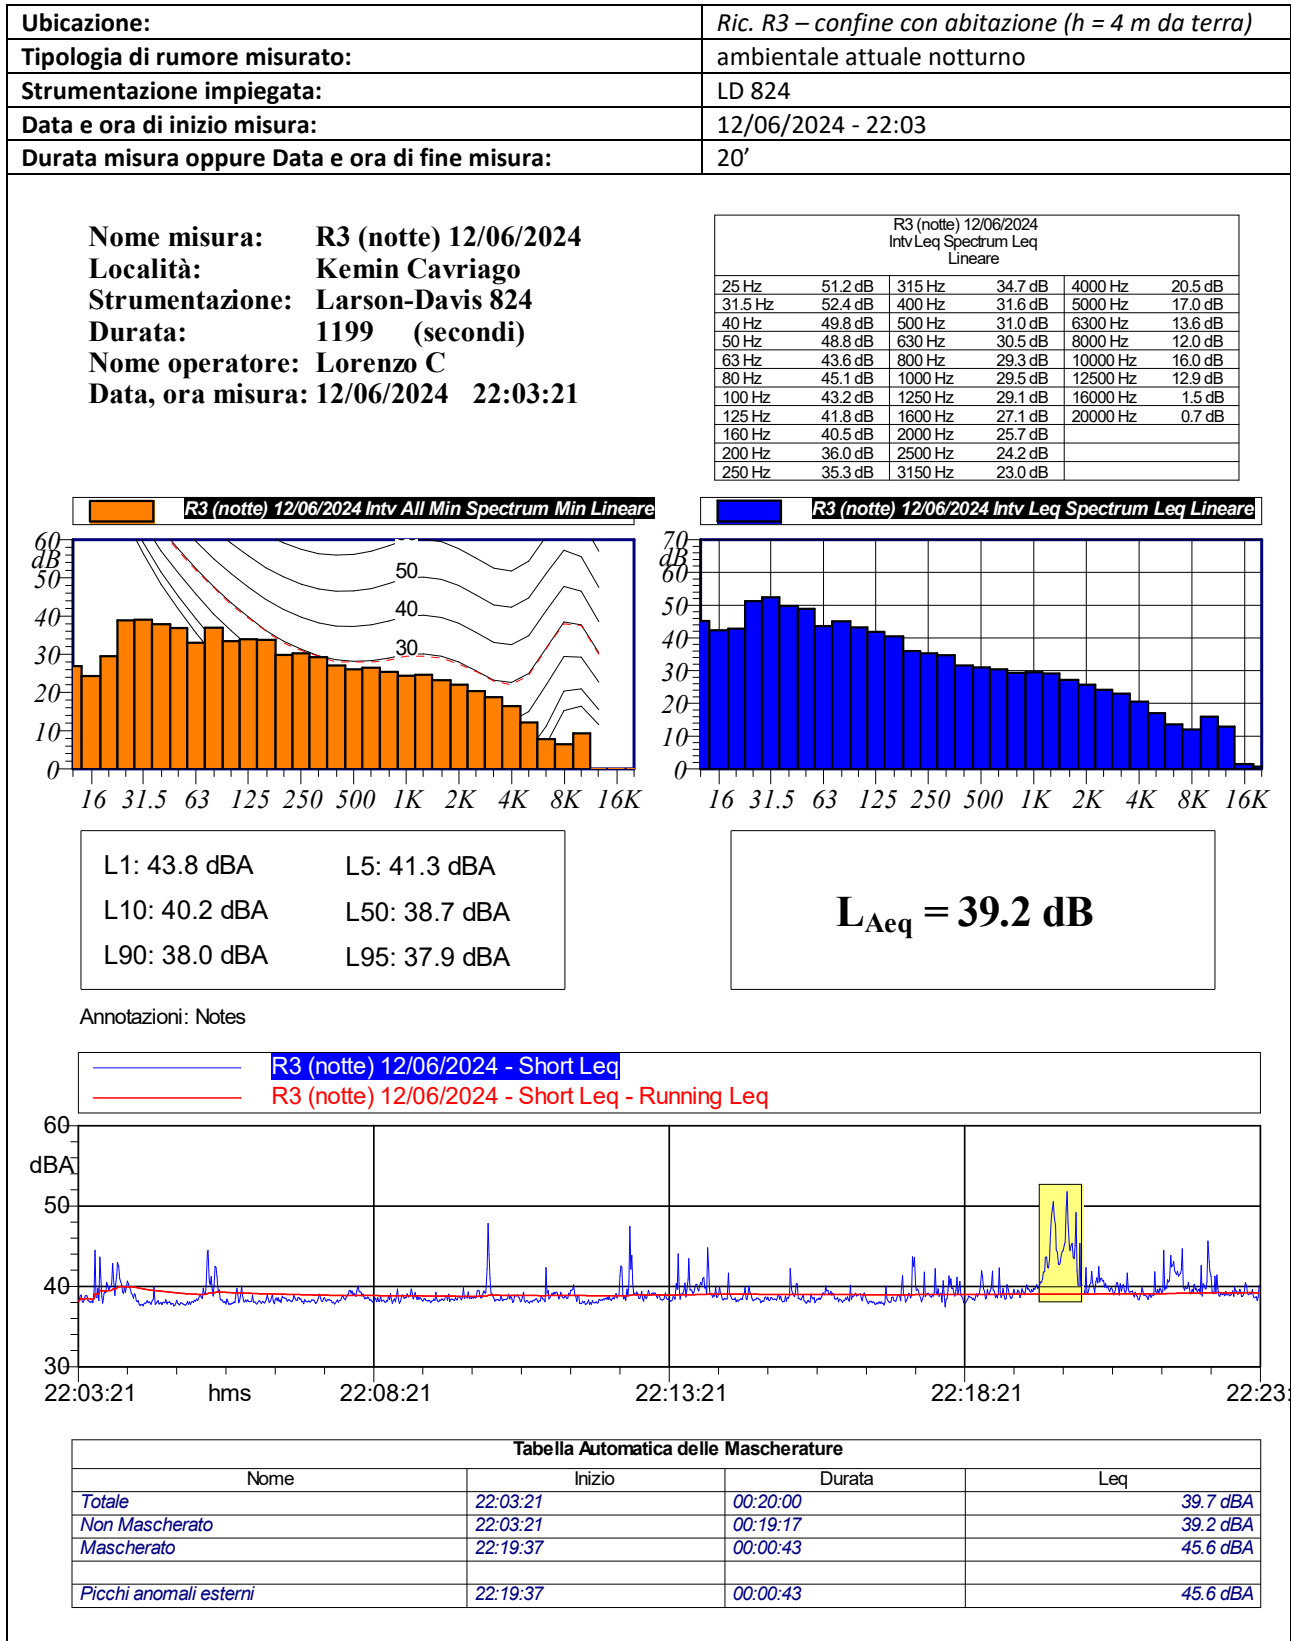 Ubicazione: Ric. R3 – confine con abitazione (h = 4 m da terra)
Tipologia di rumore misurato: ambientale attuale notturno
Strumentazione impiegata: LD 824
Data e ora di inizio misura: 12/06/2024 - 22:03
Durata misura oppure Data e ora di fine misura: 20’
Nome misura: R3 (notte) 12/06/2024
Località: Kemin Cavriago
Strumentazione: Larson-Davis 824
Durata: 1199 (secondi)
Nome operatore: Lorenzo C
Data, ora misura: 12/06/2024 22:03:21
R3 (notte) 12/06/2024
Intv Leq Spectrum Leq
Lineare
25 Hz 51.2 dB 315 Hz 34.7 dB 4000 Hz 20.5 dB
31.5 Hz 52.4 dB 400 Hz 31.6 dB 5000 Hz 17.0 dB
40 Hz 49.8 dB 500 Hz 31.0 dB 6300 Hz 13.6 dB
50 Hz 48.8 dB 630 Hz 30.5 dB 8000 Hz 12.0 dB
63 Hz 43.6 dB 800 Hz 29.3 dB 10000 Hz 16.0 dB
80 Hz 45.1 dB 1000 Hz 29.5 dB 12500 Hz 12.9 dB
100 Hz 43.2 dB 1250 Hz 29.1 dB 16000 Hz 1.5 dB
125 Hz 41.8 dB 1600 Hz 27.1 dB 20000 Hz 0.7 dB
160 Hz 40.5 dB 2000 Hz 25.7 dB
200 Hz 36.0 dB 2500 Hz 24.2 dB
250 Hz 35.3 dB 3150 Hz 23.0 dB
R3 (notte) 12/06/2024 Intv All Min Spectrum Min Lineare
60
dB
50
40
30
20
10
0
50
40
30
16 31.5 63 125 250 500 1K 2K 4K 8K 16K
R3 (notte) 12/06/2024 Intv Leq Spectrum Leq Lineare
70
dB
60
50
40
30
20
10
0
16 31.5 63 125 250 500 1K 2K 4K 8K 16K
L1: 43.8 dBA L5: 41.3 dBA
L10: 40.2 dBA L50: 38.7 dBA
L90: 38.0 dBA L95: 37.9 dBA
LAeq = 39.2 dB
Annotazioni: Notes
R3 (notte) 12/06/2024 - Short Leq
R3 (notte) 12/06/2024 - Short Leq - Running Leq
60
dBA
50
40
30
22:03:21 hms 22:08:21 22:13:21 22:18:21 22:23:
Tabella Automatica delle Mascherature
Nome Inizio Durata Leq
Totale 22:03:21 00:20:00 39.7 dBA
Non Mascherato 22:03:21 00:19:17 39.2 dBA
Mascherato 22:19:37 00:00:43 45.6 dBA
Picchi anomali esterni 22:19:37 00:00:43 45.6 dBA